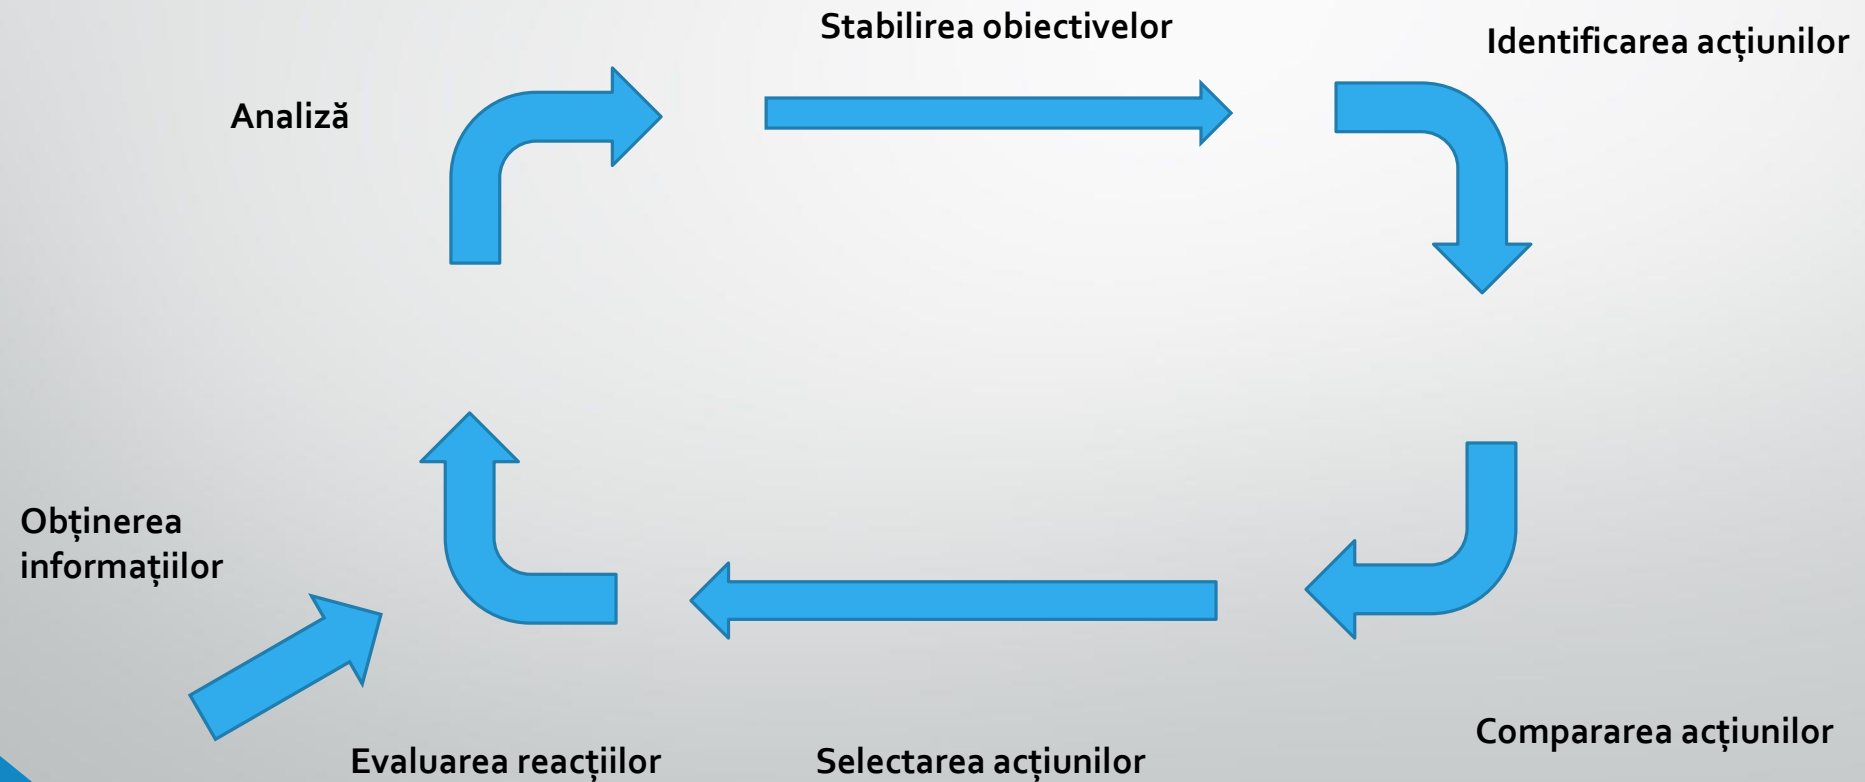 Stabilirea obiectivelor
Identificarea acțiunilor
Analiză
Obținerea
informațiilor
Compararea acțiunilor
Evaluarea reacțiilor
Selectarea acțiunilor